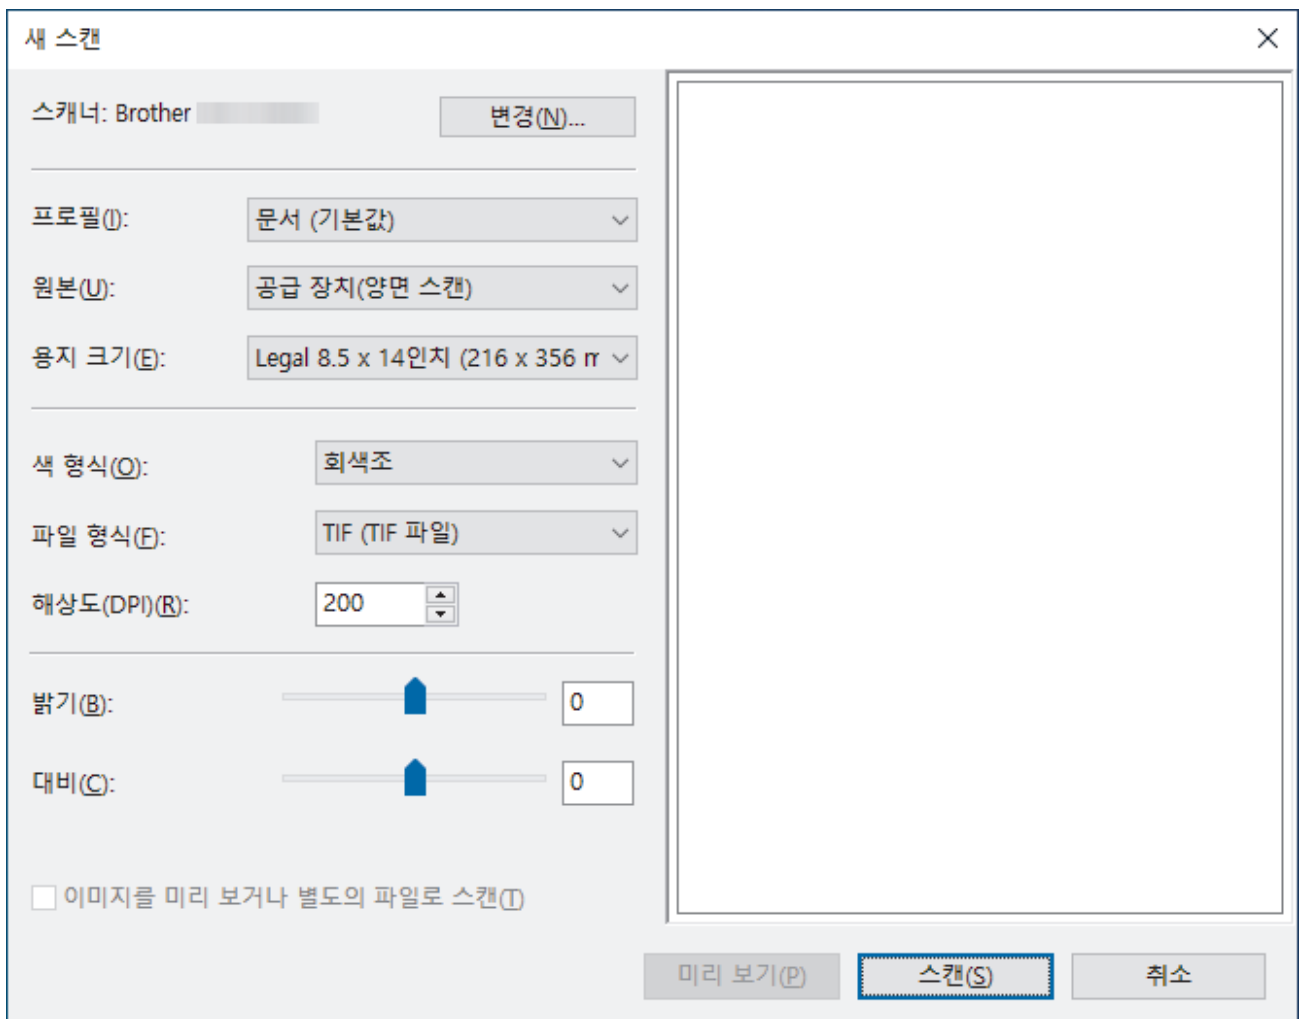 새 스캔
스캐너: Brother
변경(N)...
프로필(I):
문서 (기본값)
원본(U):
공급 장치(양면 스캔)
용지 크기(E):
Legal 8.5 x 14인치 (216 x 356 m
색 형식(O):
회색조
파일 형식(F):
TIF (TIF 파일)
해상도(DPI)(R):
200
밝기(B):
0
대비(C):
0
이미지를 미리 보거나 별도의 파일로 스캔(T)
미리 보기(P)
스캔(S)
취소